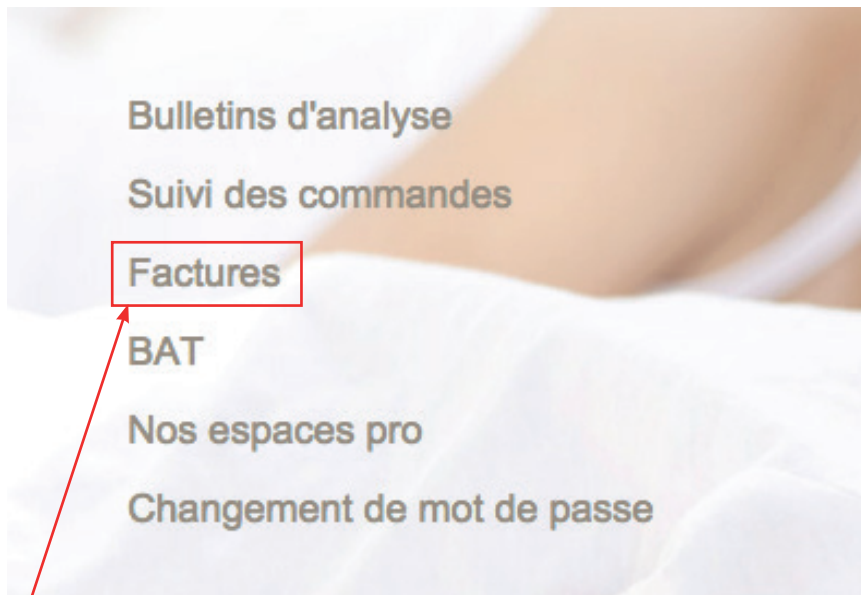 Bulletins d'analyse
Suivi des commandes
Factures
BAT
Nos espaces pro
Changement de mot de passe